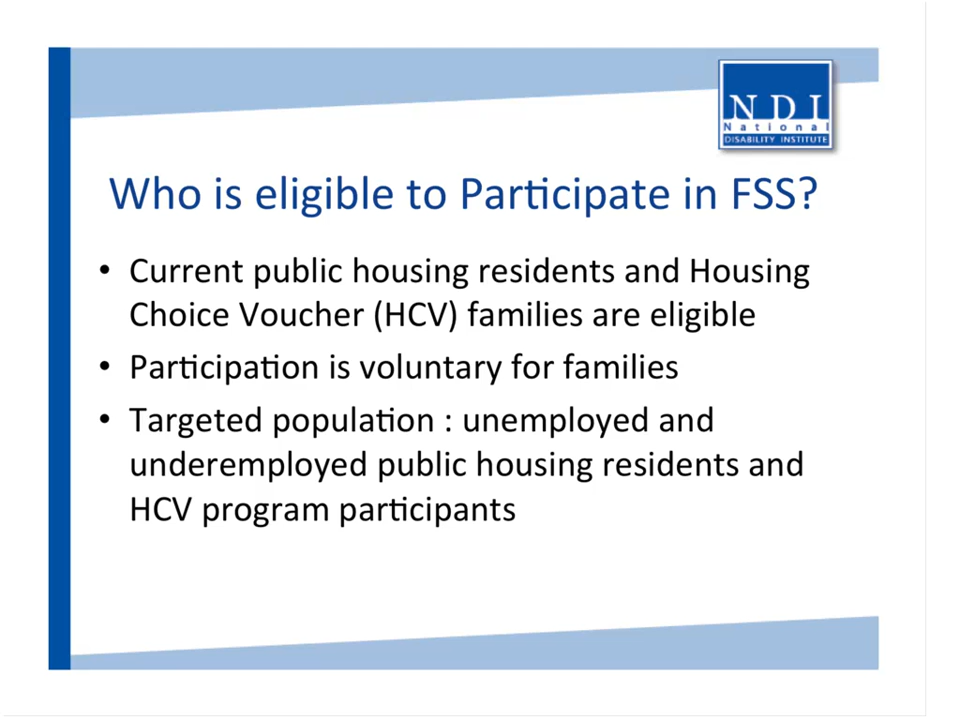 NDI
National
DISABILITY INSTITUTE
Who is eligible to Participate in FSS?
• Current public housing residents and Housing
Choice Voucher (HCV) families are eligible
• Participation is voluntary for families
• Targeted population : unemployed and
underemployed public housing residents and
HCV program participants